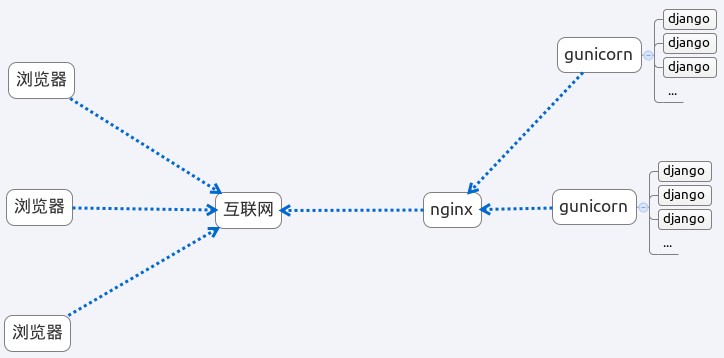 浏览器
浏览器
浏览器
互联网
nginx
gunicorn
django
django
django
...
gunicorn
django
django
django
...